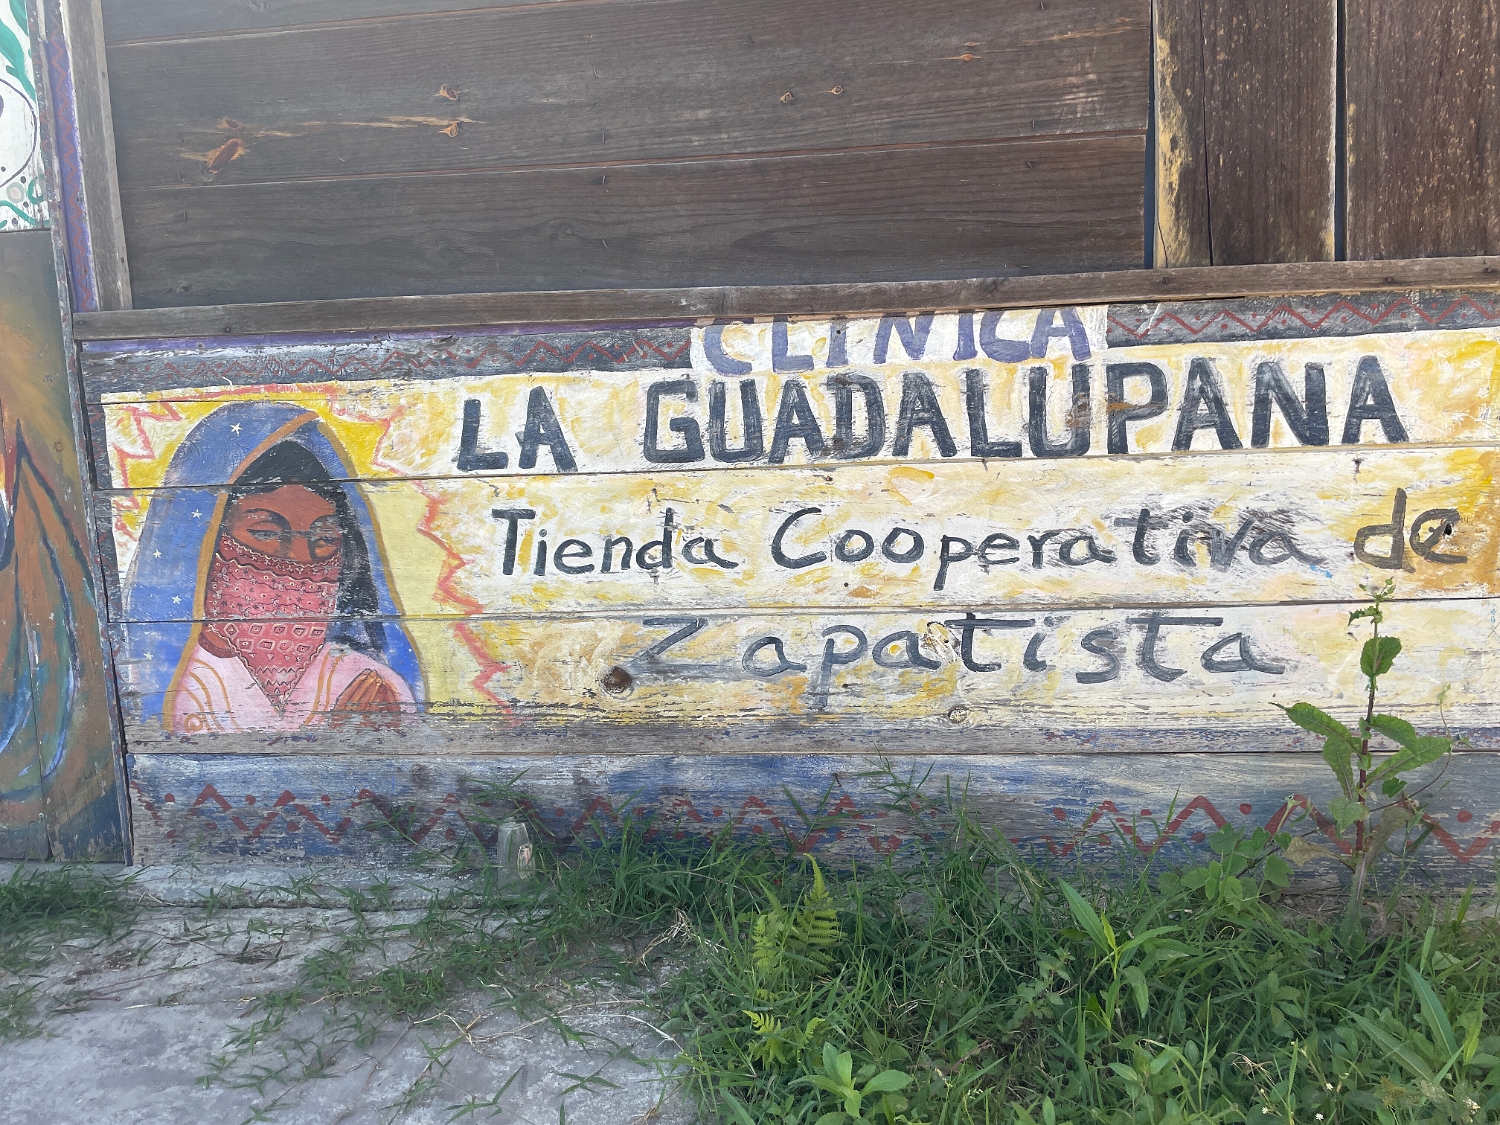 CLINICA
LA GUADALUPANA
Tienda Cooperativa de
Zapatista